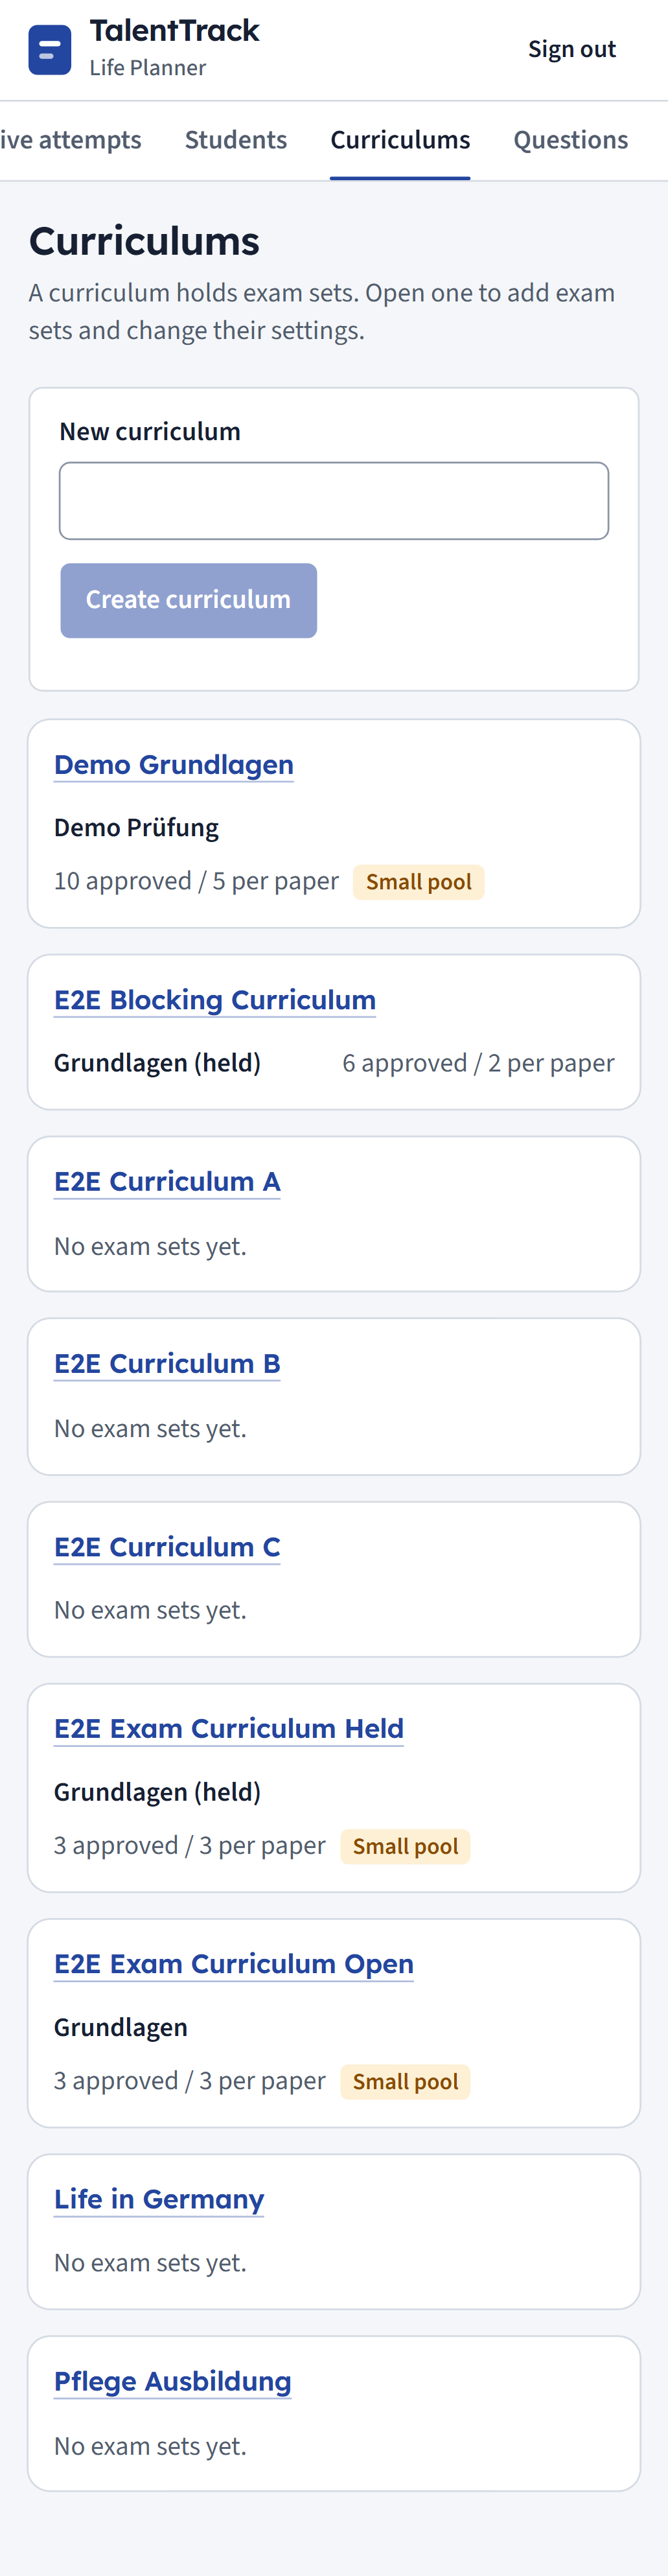 TalentTrack
Life Planner
Sign out
ive attempts
Students
Curriculums
Questions
Curriculums
A curriculum holds exam sets. Open one to add exam
sets and change their settings.
New curriculum
Create curriculum
Demo Grundlagen
Demo Prüfung
10 approved / 5 per paper Small pool
E2E Blocking Curriculum
Grundlagen (held) 6 approved / 2 per paper
E2E Curriculum A
No exam sets yet.
E2E Curriculum B
No exam sets yet.
E2E Curriculum C
No exam sets yet.
E2E Exam Curriculum Held
Grundlagen (held)
3 approved / 3 per paper Small pool
E2E Exam Curriculum Open
Grundlagen
3 approved / 3 per paper Small pool
Life in Germany
No exam sets yet.
Pflege Ausbildung
No exam sets yet.